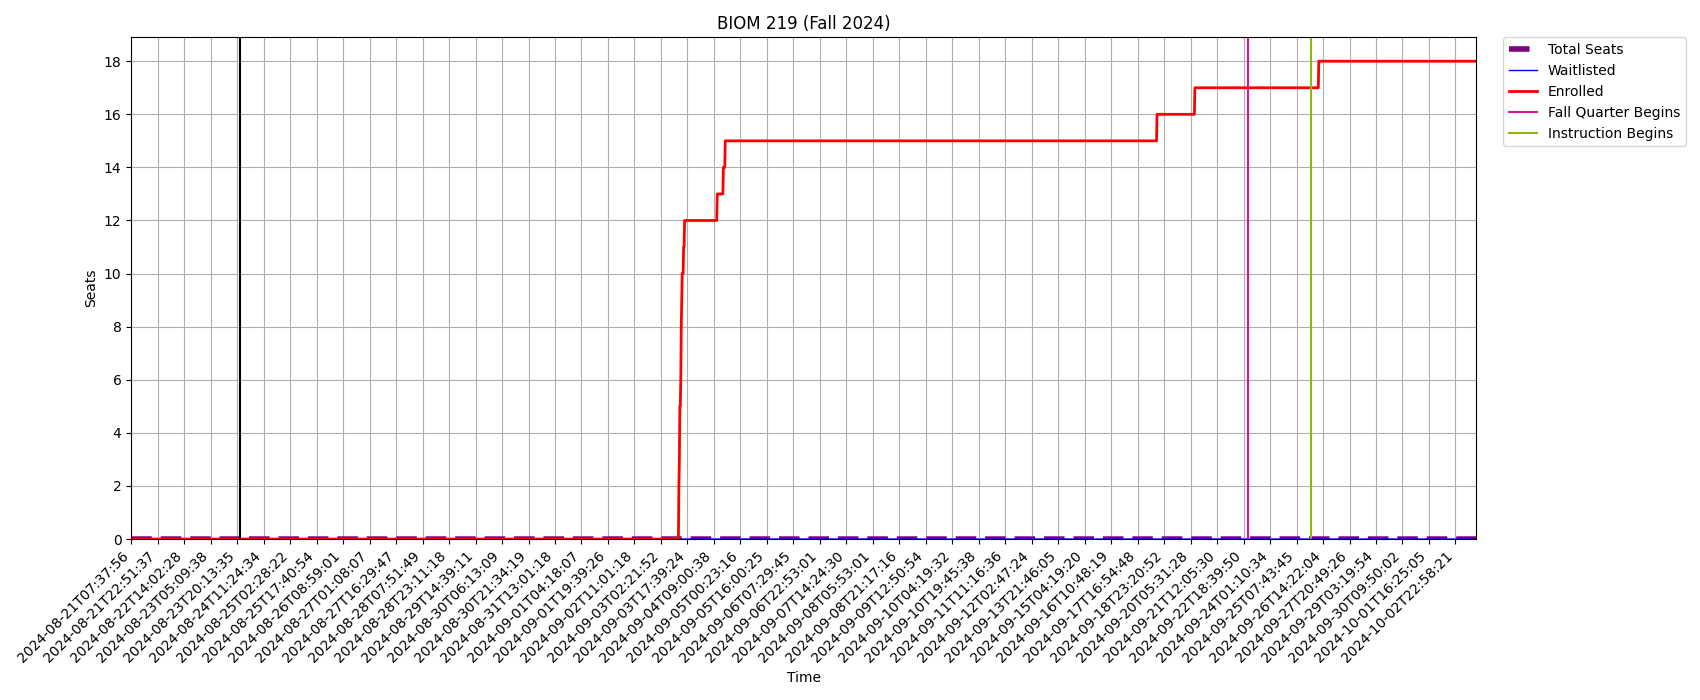 BIOM 219 (Fall 2024)
Total Seats
Waitlisted
Enrolled
Fall Quarter Begins
Instruction Begins
Seats
18
16
14
12
10
8
6
4
2
0
2024-08-21T07:37:56
2024-08-21T22:51:37
2024-08-22T14:02:28
2024-08-23T05:09:38
2024-08-23T20:13:35
2024-08-24T11:24:34
2024-08-25T02:28:22
2024-08-25T17:40:54
2024-08-26T08:59:01
2024-08-27T01:08:07
2024-08-27T16:29:47
2024-08-28T07:51:49
2024-08-28T23:11:18
2024-08-29T14:39:11
2024-08-30T06:13:09
2024-08-30T21:34:19
2024-08-31T13:01:18
2024-09-01T04:18:07
2024-09-01T19:39:26
2024-09-02T11:01:18
2024-09-03T02:21:52
2024-09-03T17:39:24
2024-09-04T09:00:38
2024-09-05T00:23:16
2024-09-05T16:00:25
2024-09-06T07:29:45
2024-09-06T22:53:01
2024-09-07T14:24:30
2024-09-08T05:53:01
2024-09-08T21:17:16
2024-09-09T12:50:54
2024-09-10T04:19:32
2024-09-10T19:45:38
2024-09-11T11:16:36
2024-09-12T02:47:24
2024-09-13T21:46:05
2024-09-15T04:19:20
2024-09-16T10:48:19
2024-09-17T16:54:48
2024-09-18T23:20:52
2024-09-20T05:31:28
2024-09-21T12:05:30
2024-09-22T18:39:50
2024-09-24T01:10:34
2024-09-25T07:43:45
2024-09-26T14:22:04
2024-09-27T20:49:26
2024-09-29T03:19:54
2024-09-30T09:50:02
2024-10-01T16:25:05
2024-10-02T22:58:21
Time